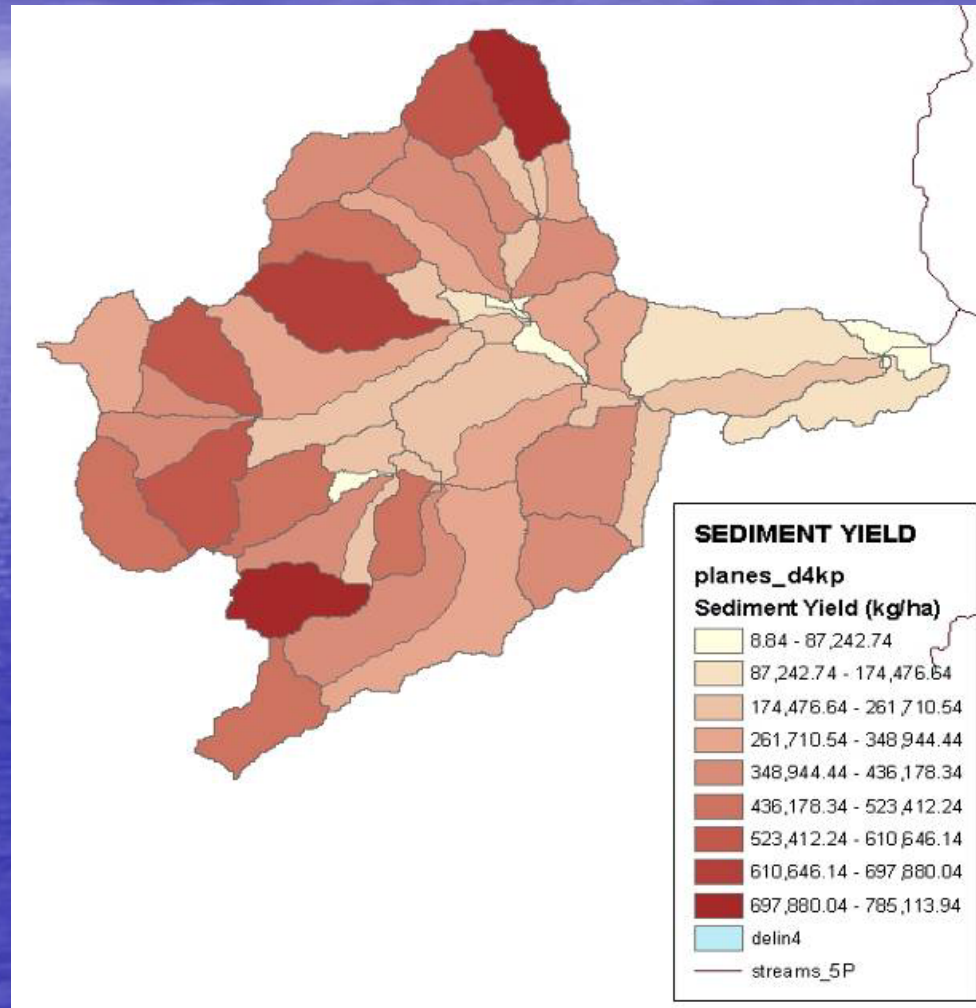 SEDIMENT YIELD
planes_d4kp
Sediment Yield (kg/ha)
8.84 - 87,242.74
87,242.74 - 174,476.64
174,476.64 - 261,710.54
261,710.54 - 348,944.44
348,944.44 - 436,178.34
436,178.34 - 523,412.24
523,412.24 - 610,646.14
610,646.14 - 697,880.04
697,880.04 - 785,113.94
delin4
streams_5P